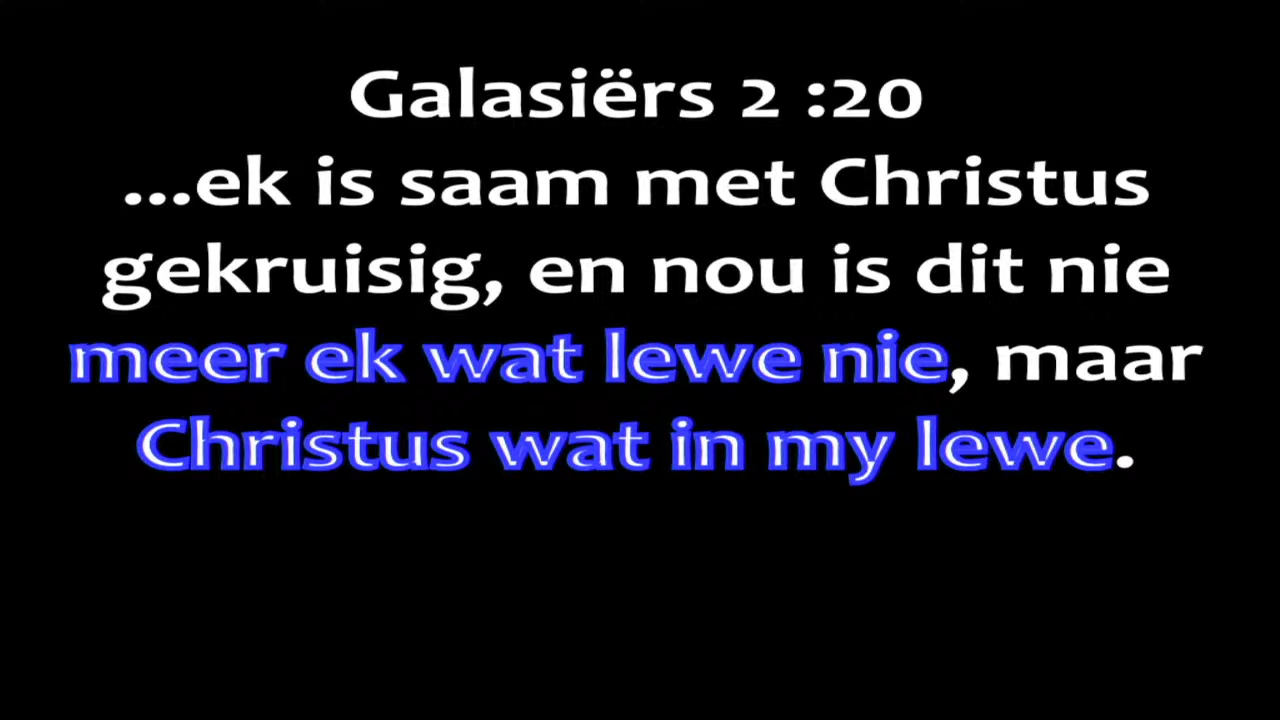 Galasiërs 2 :20
...ek is saam met Christus
gekruisig, en nou is dit nie
meer ek wat lewe nie, maar
Christus wat in my lewe.